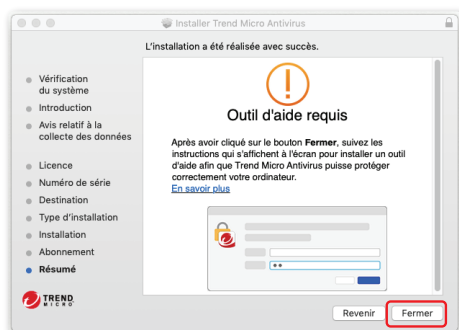 Installer Trend Micro Antivirus
L'installation a été réalisée avec succès.
Vérification
du système
Introduction
Avis relatif à la
collecte des données
Licence
Numéro de série
Destination
Type d'installation
Installation
Abonnement
Résumé
Outil d'aide requis
Après avoir cliqué sur le bouton Fermer, suivez les
instructions qui s'affichent à l'écran pour installer un outil
d'aide afin que Trend Micro Antivirus puisse protéger
correctement votre ordinateur.
En savoir plus
TREND
MICRO
Revenir
Fermer